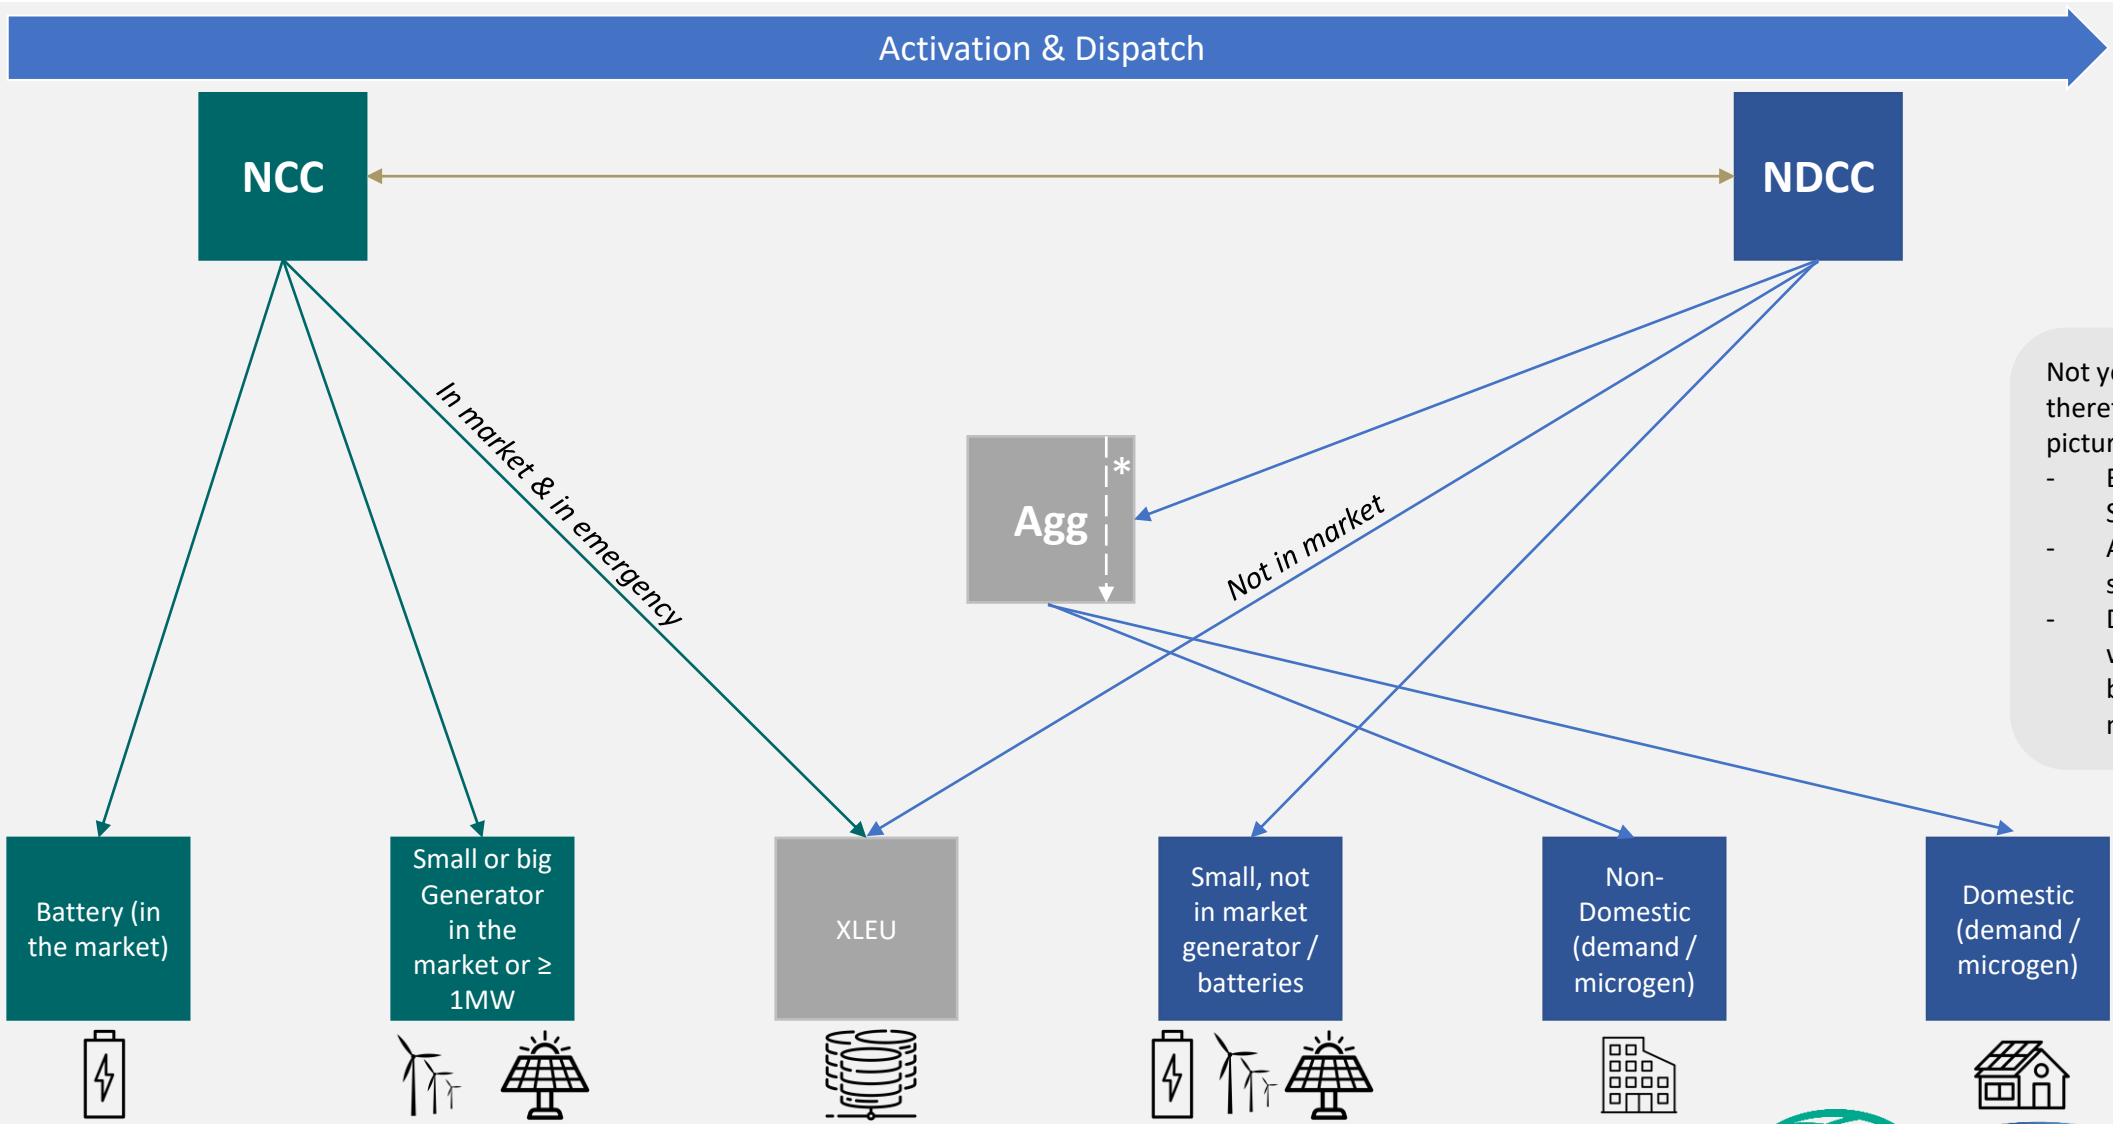 Activation & Dispatch
NCC
NDCC
In market & in emergency
Not
picture
-
-
-
*
Agg
Not in market
Battery (in
the market)
Small or big
Generator
in the
market or ≥
1MW
XLEU
Small, not
in market
generator /
batteries
Non-
Domestic
(demand /
microgen)
Domestic
(demand /
microgen)